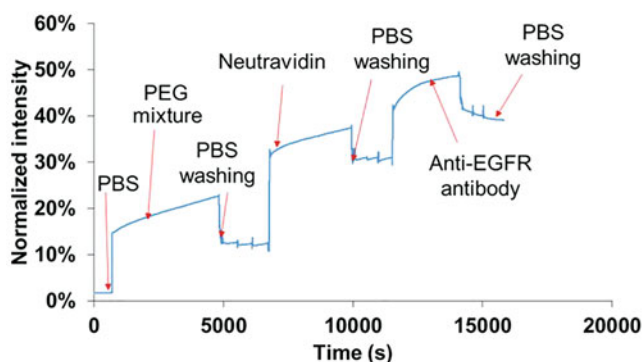 Normalized intensity
60%
50%
40%
30%
20%
10%
0%
PBS
PEG
mixture
PBS
washing
Neutravidin
PBS
washing
Anti-EGFR
antibody
PBS
washing
0
5000
10000
15000
20000
Time (s)